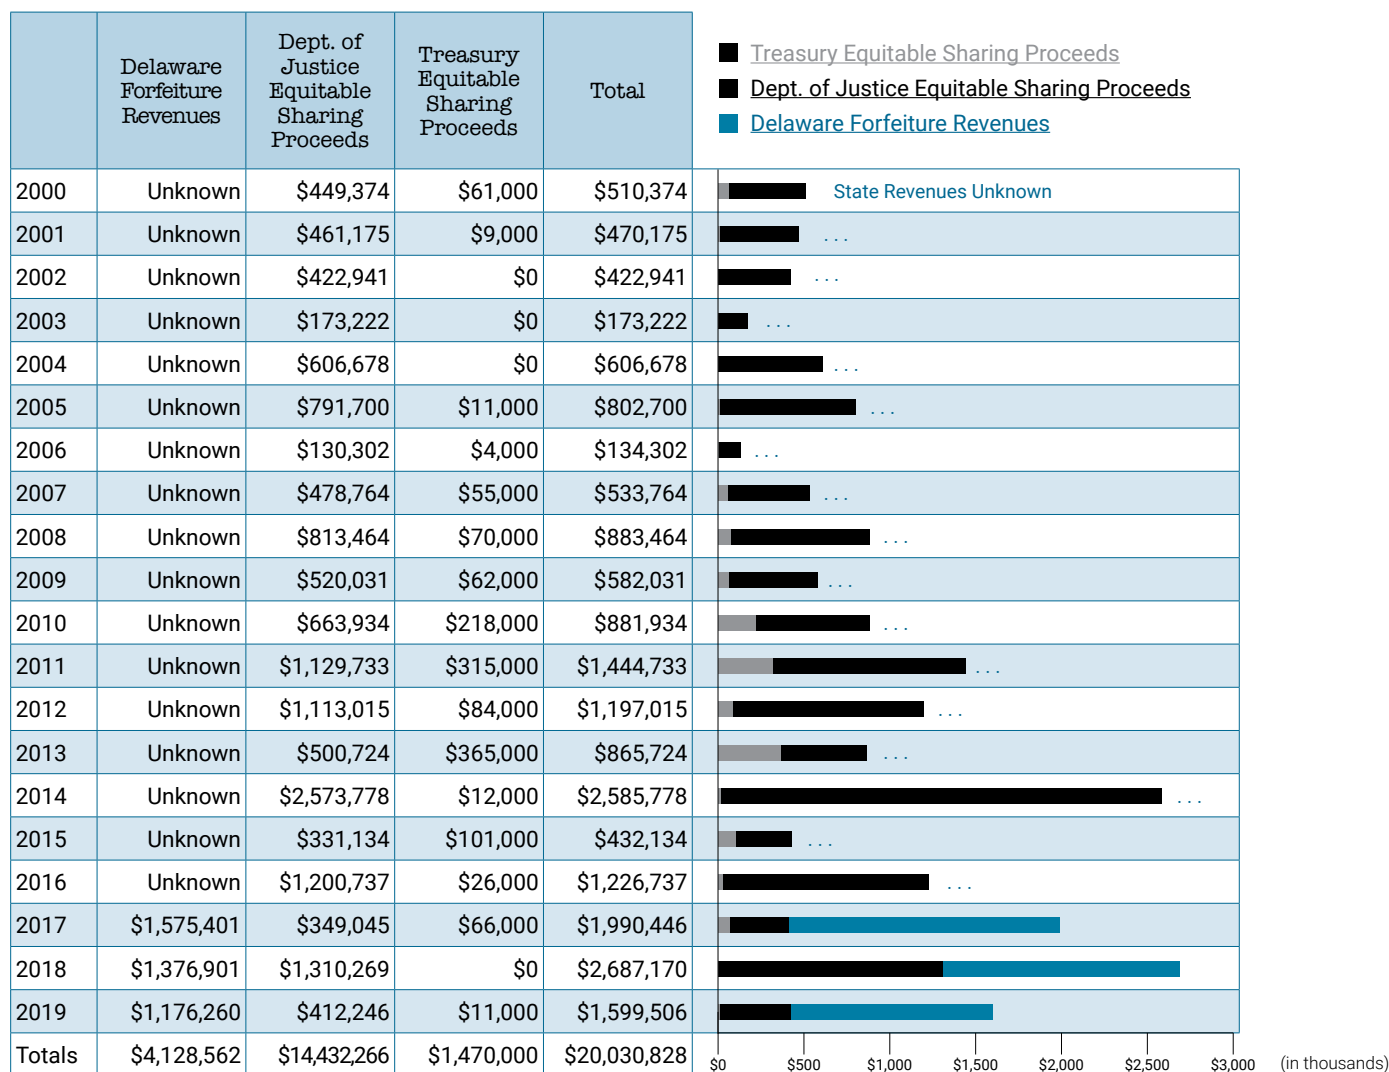 Delaware
Forfeiture
Revenues
Dept. of
Justice
Equitable
Sharing
Proceeds
Treasury
Equitable
Sharing
Proceeds
Total
Treasury Equitable Sharing Proceeds
Dept. of Justice Equitable Sharing Proceeds
Delaware Forfeiture Revenues
2000 Unknown $449,374 $61,000 $510,374 State Revenues Unknown
2001 Unknown $461,175 $9,000 $470,175 ...
2002 Unknown $422,941 $0 $422,941 ...
2003 Unknown $173,222 $0 $173,222 ...
2004 Unknown $606,678 $0 $606,678 ...
2005 Unknown $791,700 $11,000 $802,700 ...
2006 Unknown $130,302 $4,000 $134,302 ...
2007 Unknown $478,764 $55,000 $533,764 ...
2008 Unknown $813,464 $70,000 $883,464 ...
2009 Unknown $520,031 $62,000 $582,031 ...
2010 Unknown $663,934 $218,000 $881,934 ...
2011 Unknown $1,129,733 $315,000 $1,444,733 ...
2012 Unknown $1,113,015 $84,000 $1,197,015 ...
2013 Unknown $500,724 $365,000 $865,724 ...
2014 Unknown $2,573,778 $12,000 $2,585,778 ...
2015 Unknown $331,134 $101,000 $432,134 ...
2016 Unknown $1,200,737 $26,000 $1,226,737 ...
2017 $1,575,401 $349,045 $66,000 $1,990,446
2018 $1,376,901 $1,310,269 $0 $2,687,170
2019 $1,176,260 $412,246 $11,000 $1,599,506
Totals $4,128,562 $14,432,266 $1,470,000 $20,030,828
$0 $500 $1,000 $1,500 $2,000 $2,500 $3,000 (in thousands)